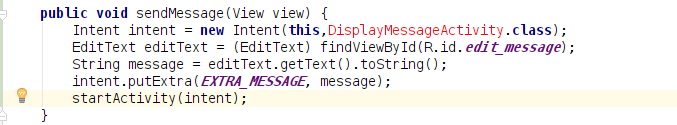 public void sendMessage(View view) {
Intent intent = new Intent(this,DisplayMessageActivity.class);
EditText editText = (EditText) findViewById(R.id.edit_message);
String message = editText.getText().toString();
intent.putExtra(EXTRA_MESSAGE, message);
startActivity(intent);
}